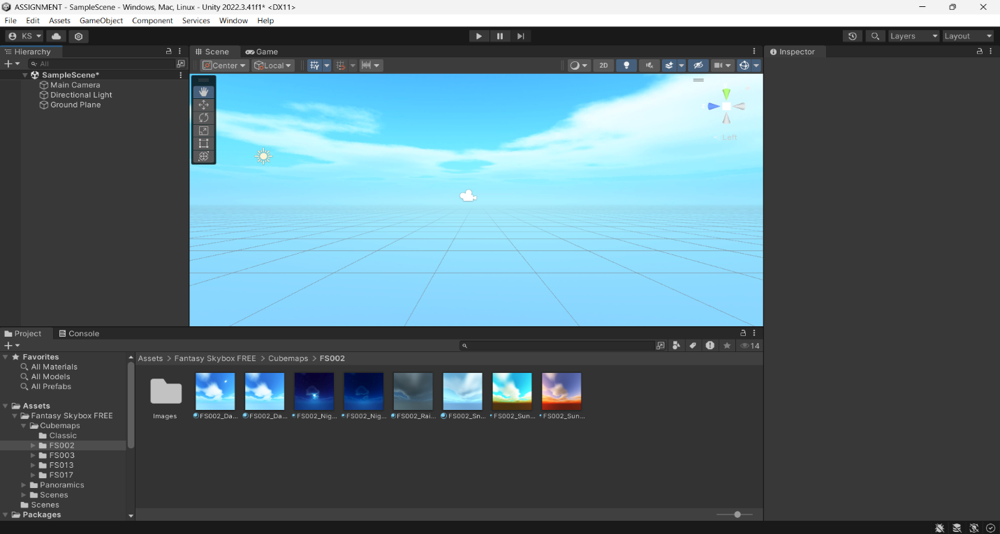 ASSIGNMENT - SampleScene - Windows, Mac, Linux - Unity 2022.3.41f1* <DX11>
File Edit Assets GameObject Component Services Window Help
KS Layers Layout
Hierarchy
All
SampleScene*
Main Camera
Directional Light
Ground Plane
Scene Game
Center Local 2D
Left
Inspector
Project Console
14
Favorites
All Materials
All Models
All Prefabs
Assets
Fantasy Skybox FREE
Cubemaps
Classic
FS002
FS003
FS013
FS017
Panoramics
Scenes
Scenes
Packages
Assets > Fantasy Skybox FREE > Cubemaps > FS002
Images FS002_Da... FS002_Da... FS002_Nig... FS002_Nig... FS002_Rai... FS002_Sn... FS002_Sun... FS002_Sun...